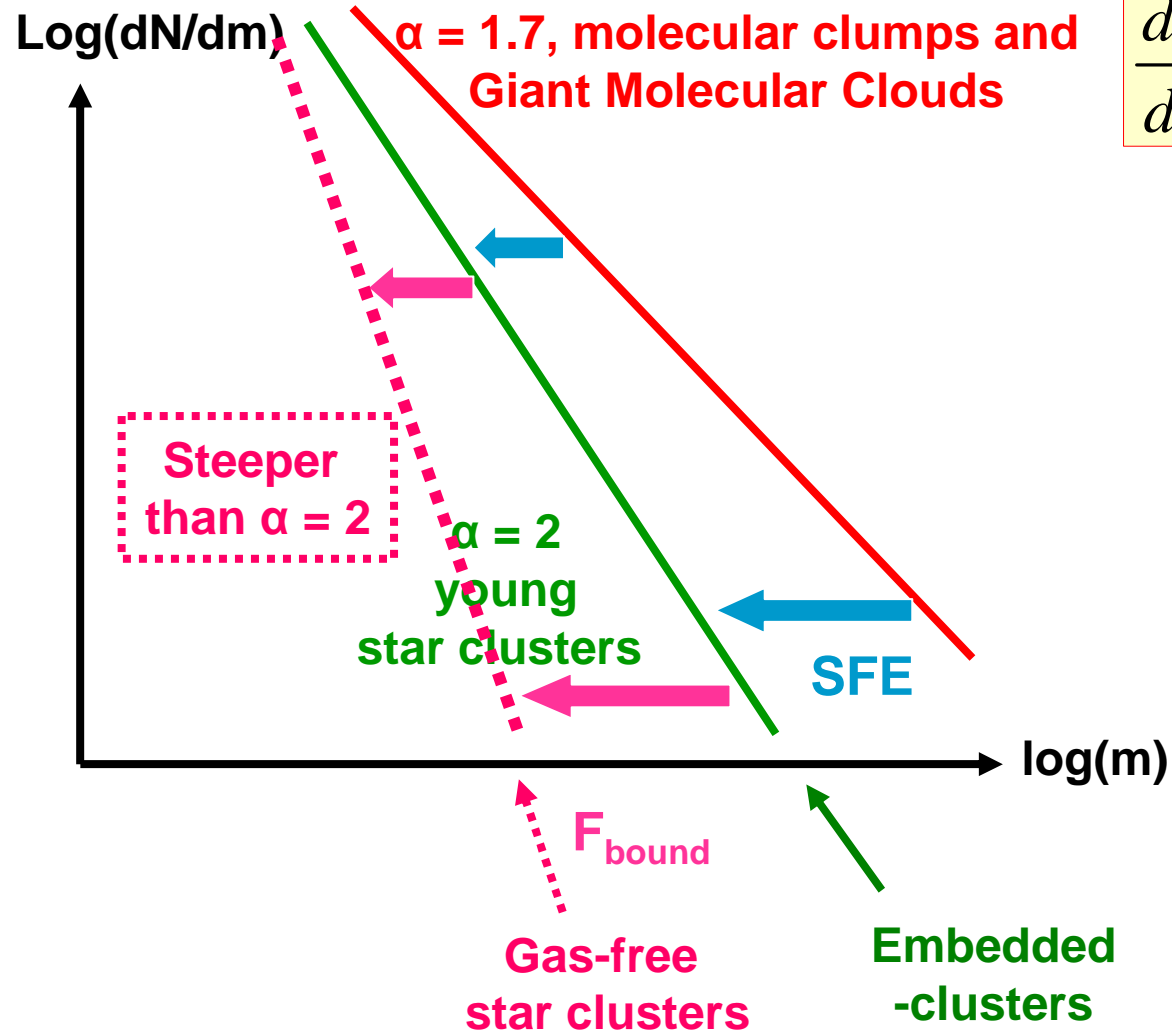 Log(dN/dm)
α = 1.7, molecular clumps and
Giant Molecular Clouds
d
d
Steeper
than α = 2
α = 2
young
star clusters
SFE
log(m)
F_bound
Gas-free
star clusters
Embedded
-clusters